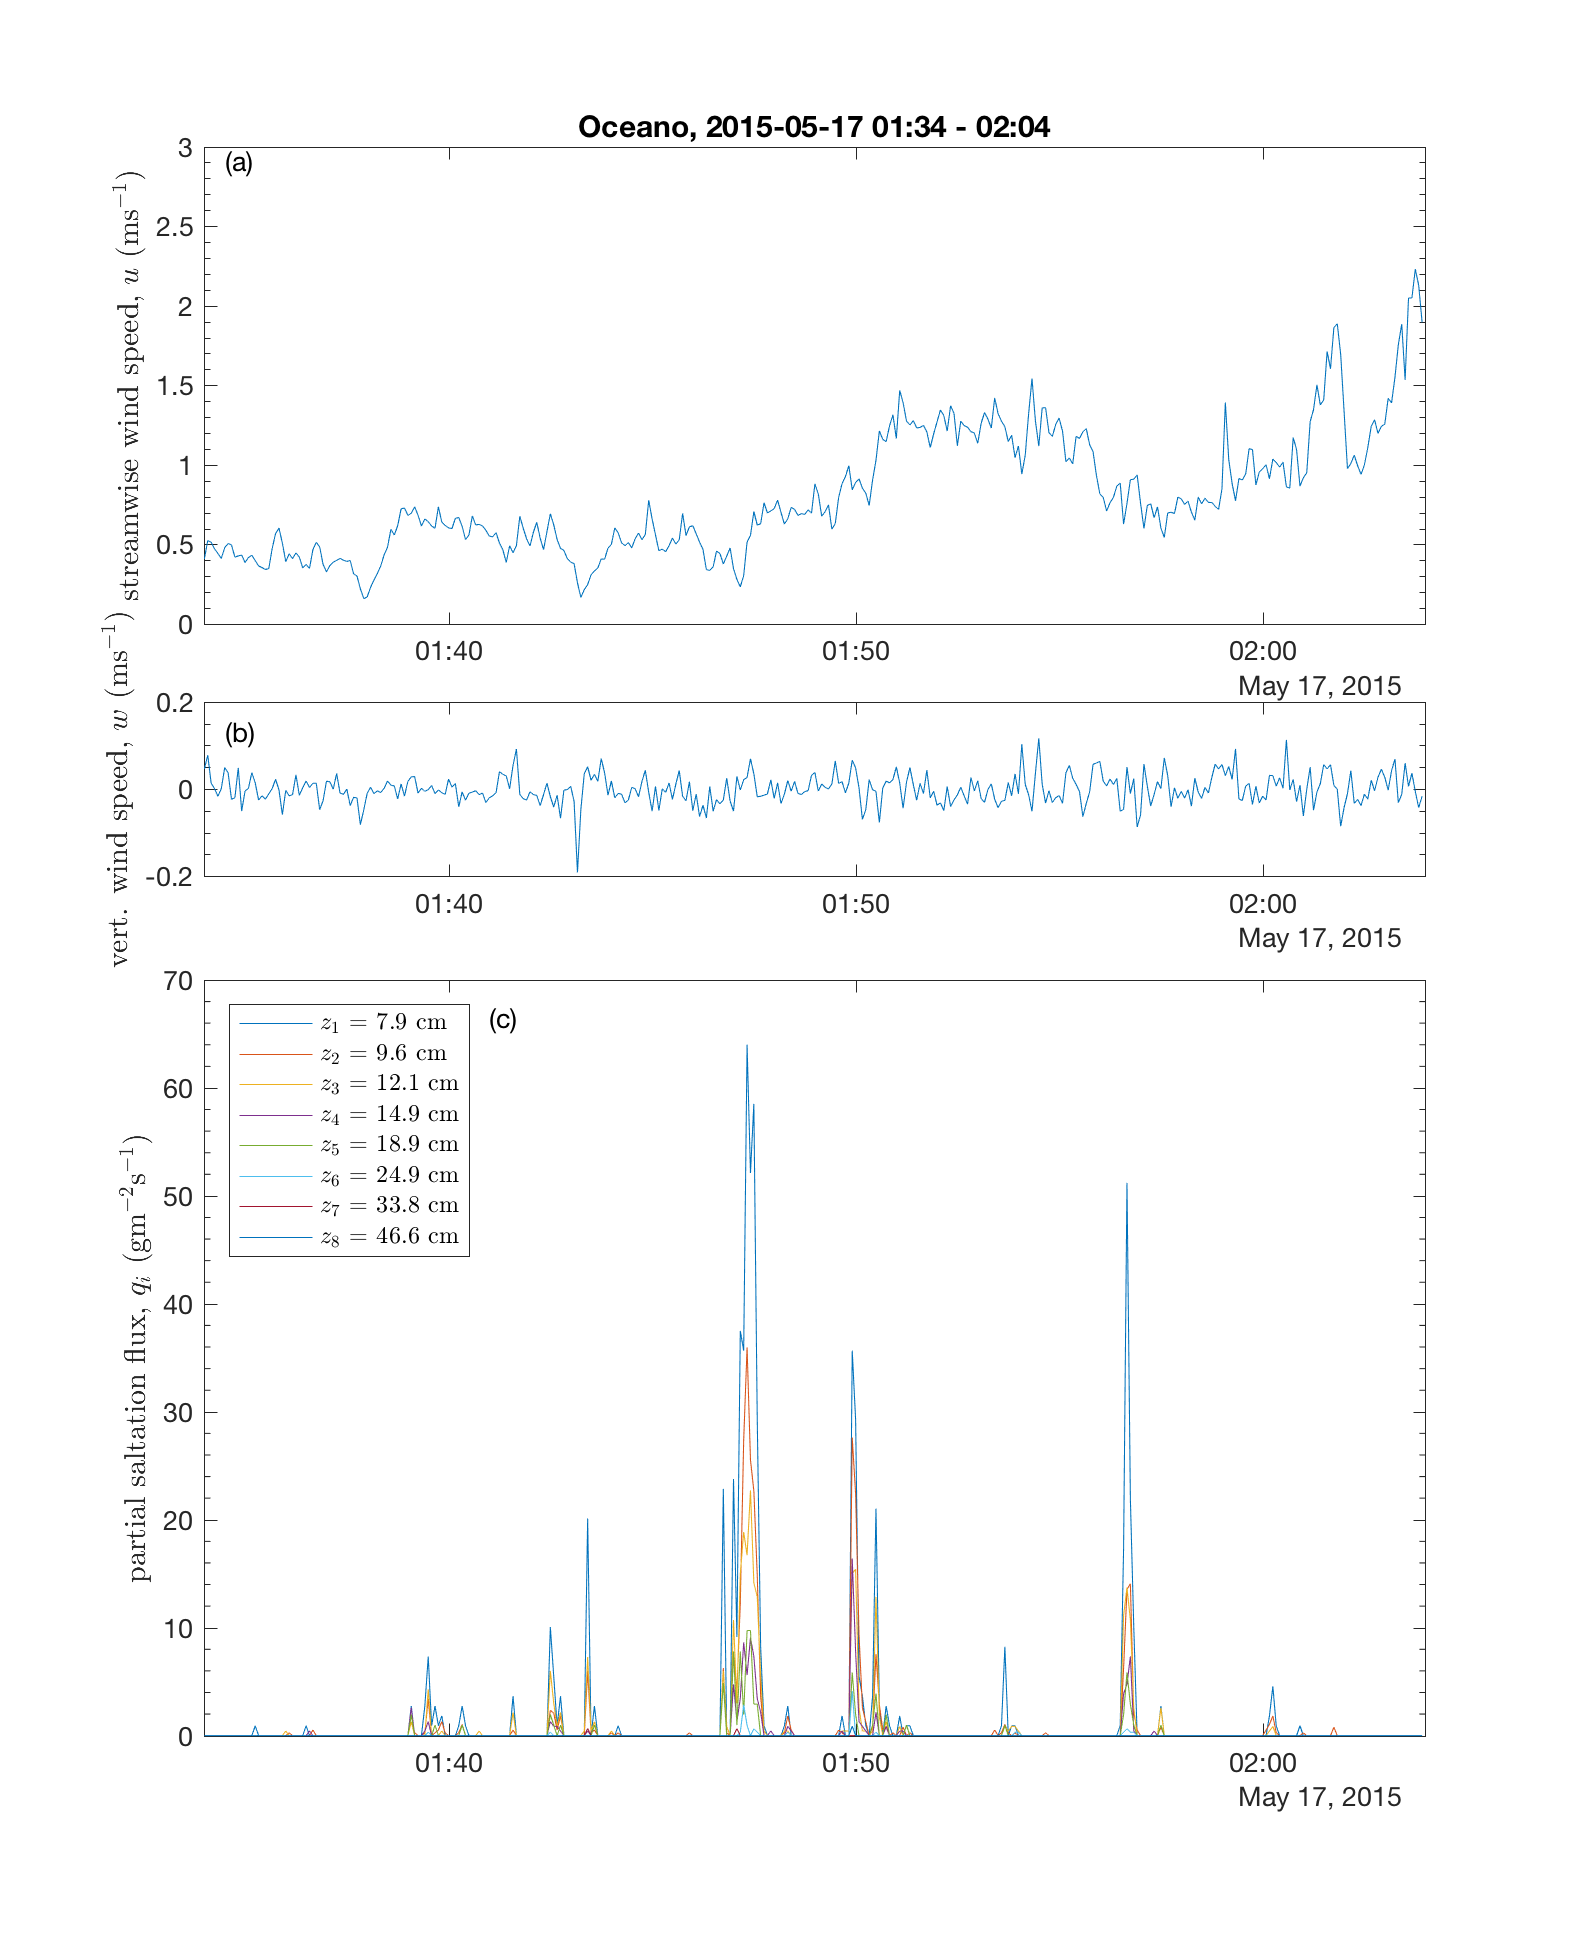 Oceano, 2015-05-17 01:34 - 02:04
(a)
streamwise wind speed, u (ms⁻¹)
3
2.5
2
1.5
1
0.5
0
01:40 01:50 02:00
May 17, 2015
(b)
vert. wind speed, w (ms⁻¹)
0.2
0
-0.2
01:40 01:50 02:00
May 17, 2015
(c)
partial saltation flux, qᵢ (gm⁻²s⁻¹)
70
60
50
40
30
20
10
0
z₁ = 7.9 cm
z₂ = 9.6 cm
z₃ = 12.1 cm
z₄ = 14.9 cm
z₅ = 18.9 cm
z₆ = 24.9 cm
z₇ = 33.8 cm
z₈ = 46.6 cm
01:40 01:50 02:00
May 17, 2015